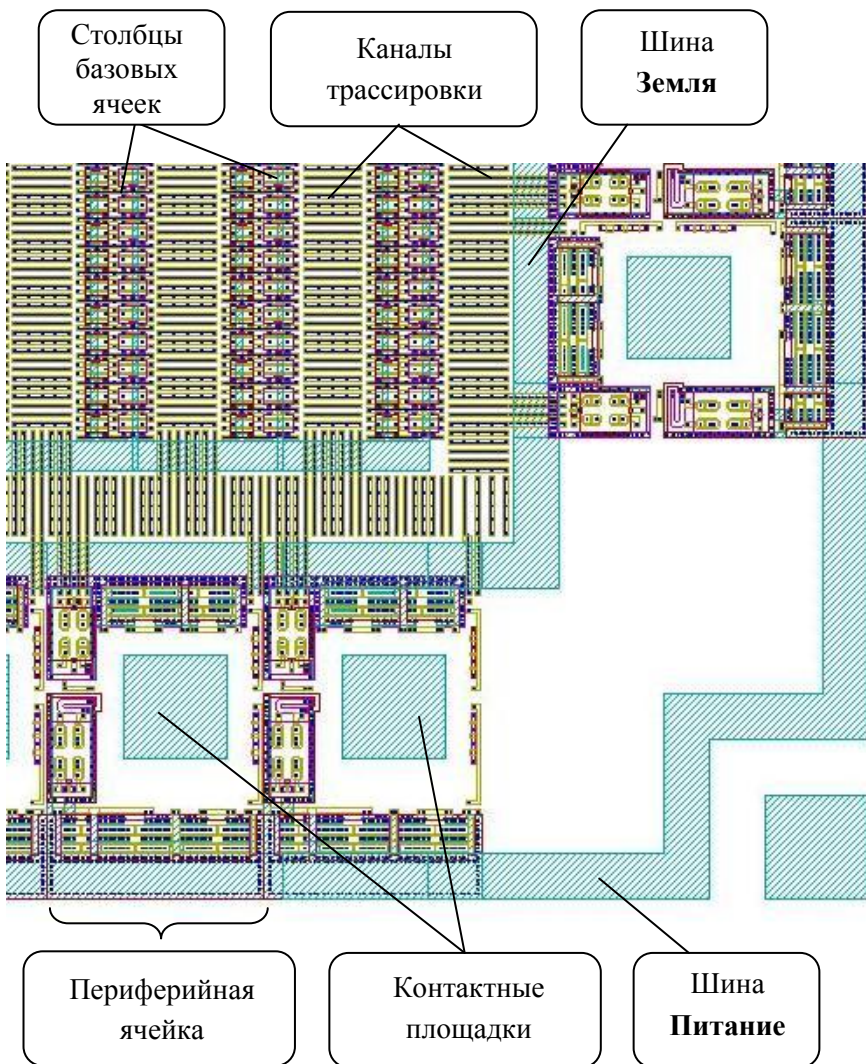 Столбцы
базовых
ячеек
Каналы
трассировки
Шина
Земля
Периферийная
ячейка
Контактные
площадки
Шина
Питание